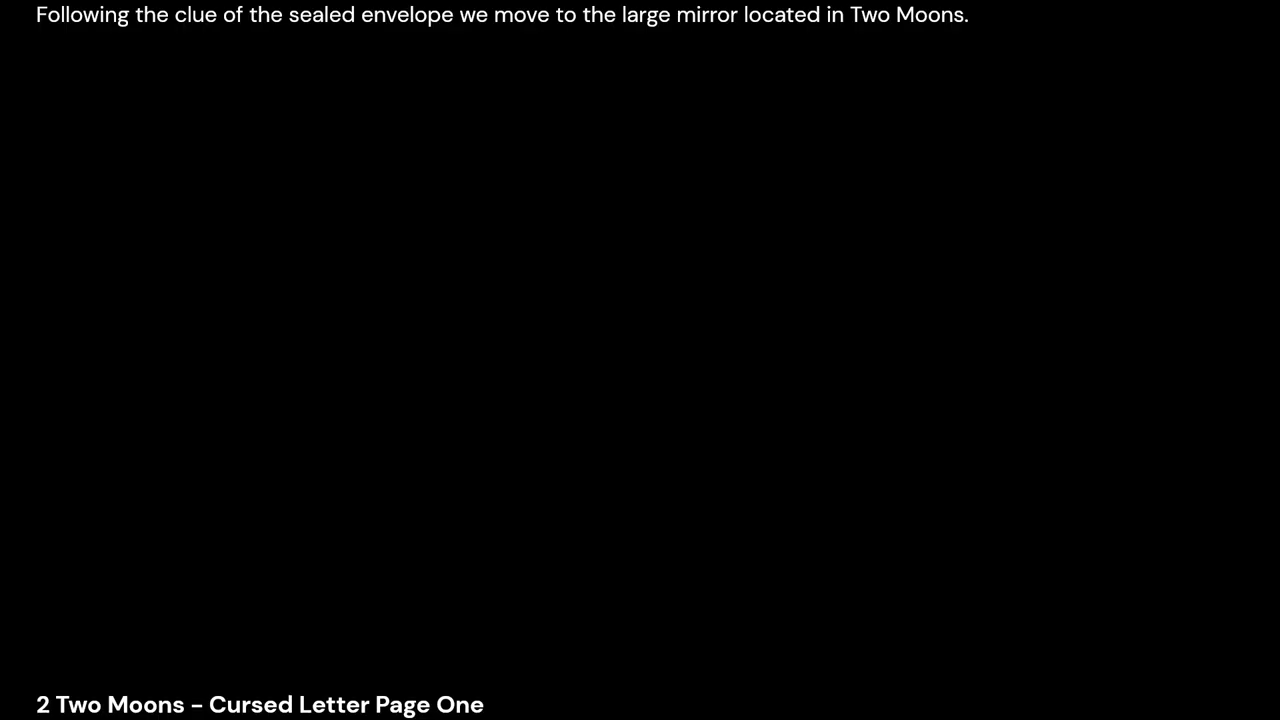 Following the clue of the sealed envelope we move to the large mirror located in Two Moons.
2 Two Moons – Cursed Letter Page One